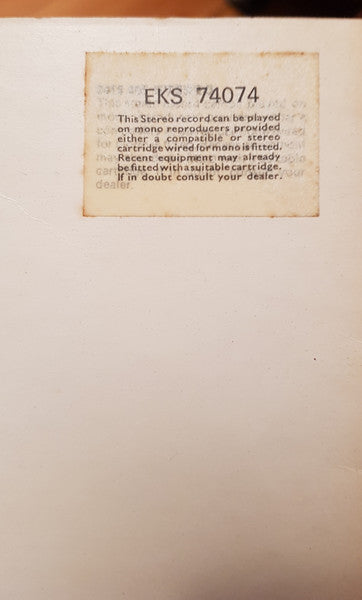 EKS 74074
This Stereo record can be played
on mono reproducers provided
either a compatible or stereo
cartridge wired for mono is fitted.
Recent equipment may already
be fitted with a suitable cartridge.
If in doubt consult your dealer.
dealer.